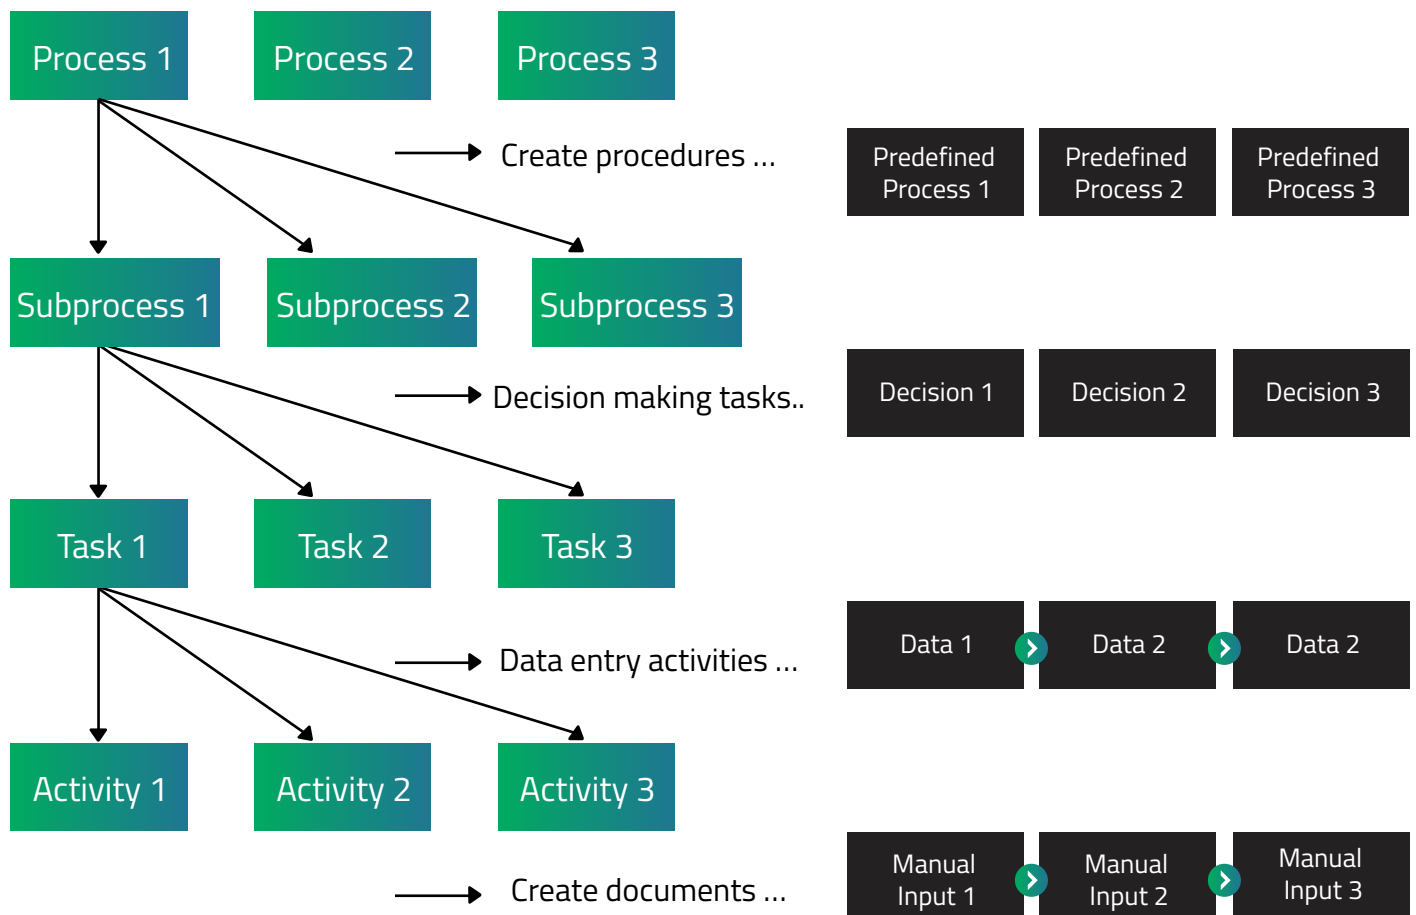 Process 1
Process 2
Process 3
Create procedures ...
Predefined
Process 1
Predefined
Process 2
Predefined
Process 3
Subprocess 1
Subprocess 2
Subprocess 3
Decision making tasks..
Decision 1
Decision 2
Decision 3
Task 1
Task 2
Task 3
Data entry activities ...
Data 1
Data 2
Data 2
Activity 1
Activity 2
Activity 3
Create documents ...
Manual
Input 1
Manual
Input 2
Manual
Input 3